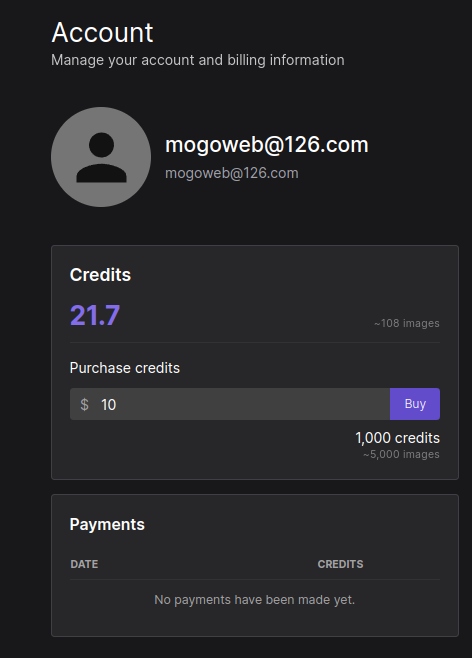 Account
Manage your account and billing information
mogoweb@126.com
mogoweb@126.com
Credits
21.7
~108 images
Purchase credits
$ 10 Buy
1,000 credits
~5,000 images
Payments
DATE CREDITS
No payments have been made yet.